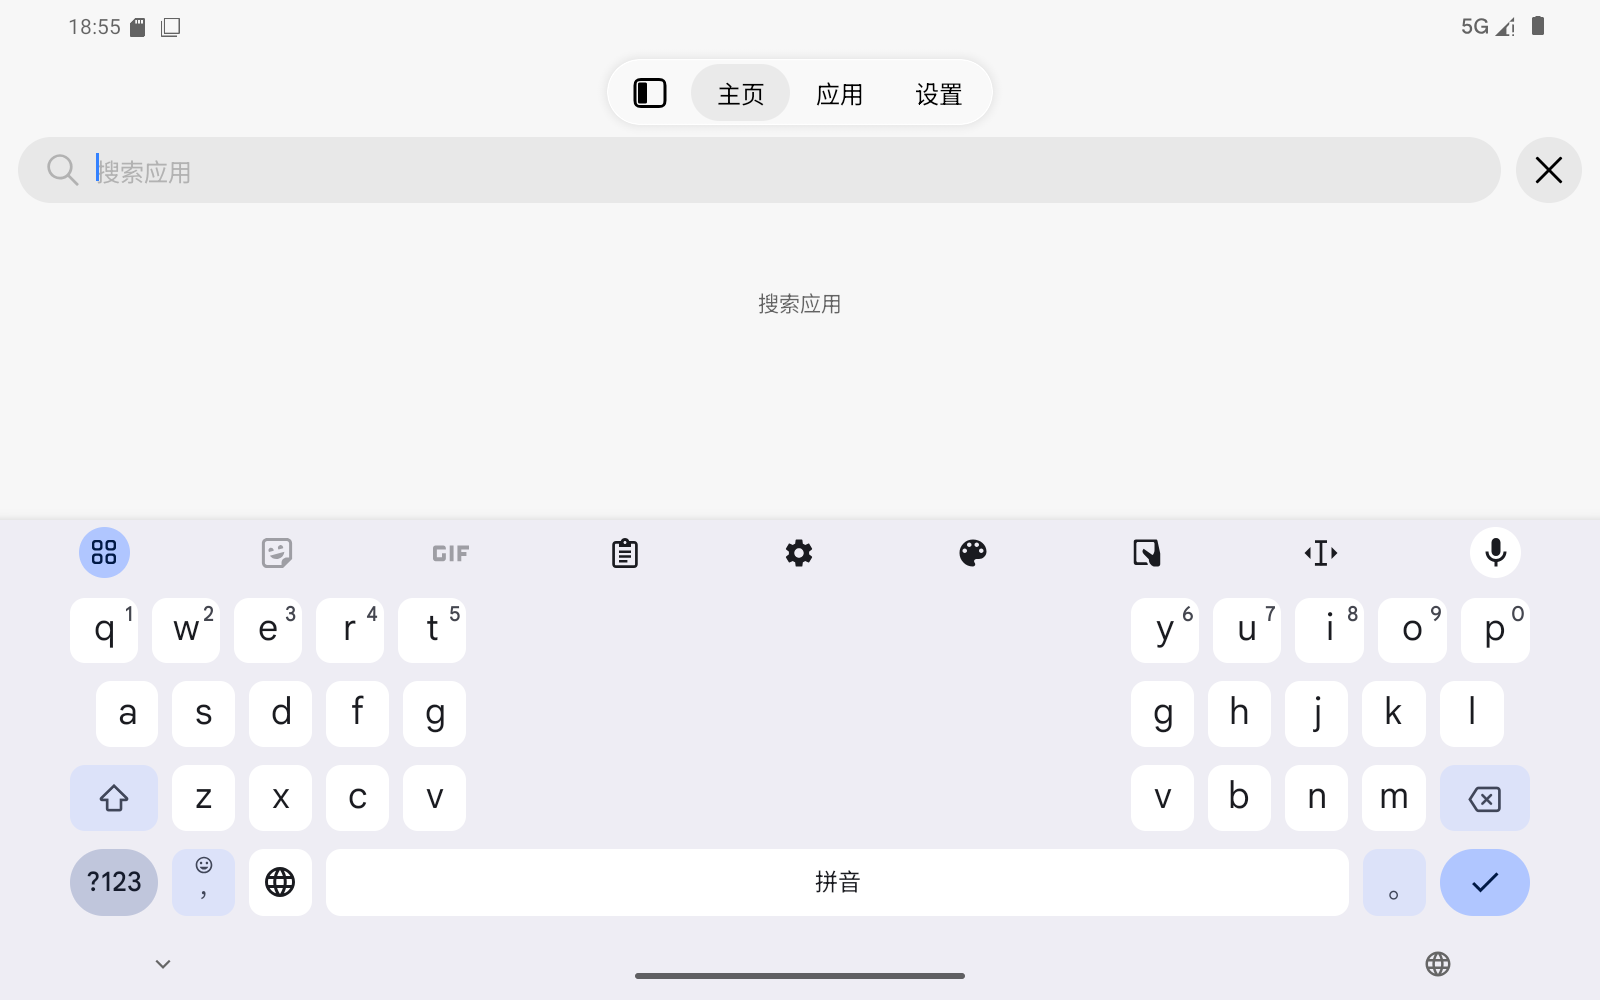 18:55
5G
主页 应用 设置
搜索应用
搜索应用
GIF
q 1 w 2 e 3 r 4 t 5 y 6 u 7 i 8 o 9 p 0
a s d f g g h j k l
z x c v v b n m
?123 , 拼音 。